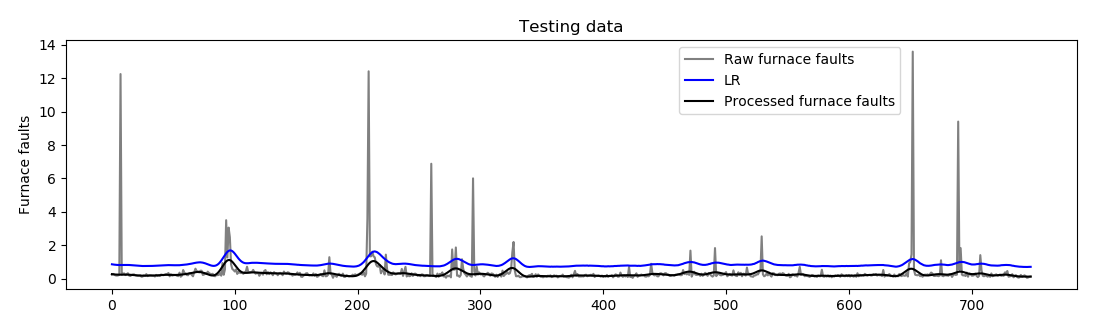 Testing data
Furnace faults
14
12
10
8
6
4
2
0
Raw furnace faults
LR
Processed furnace faults
0 100 200 300 400 500 600 700